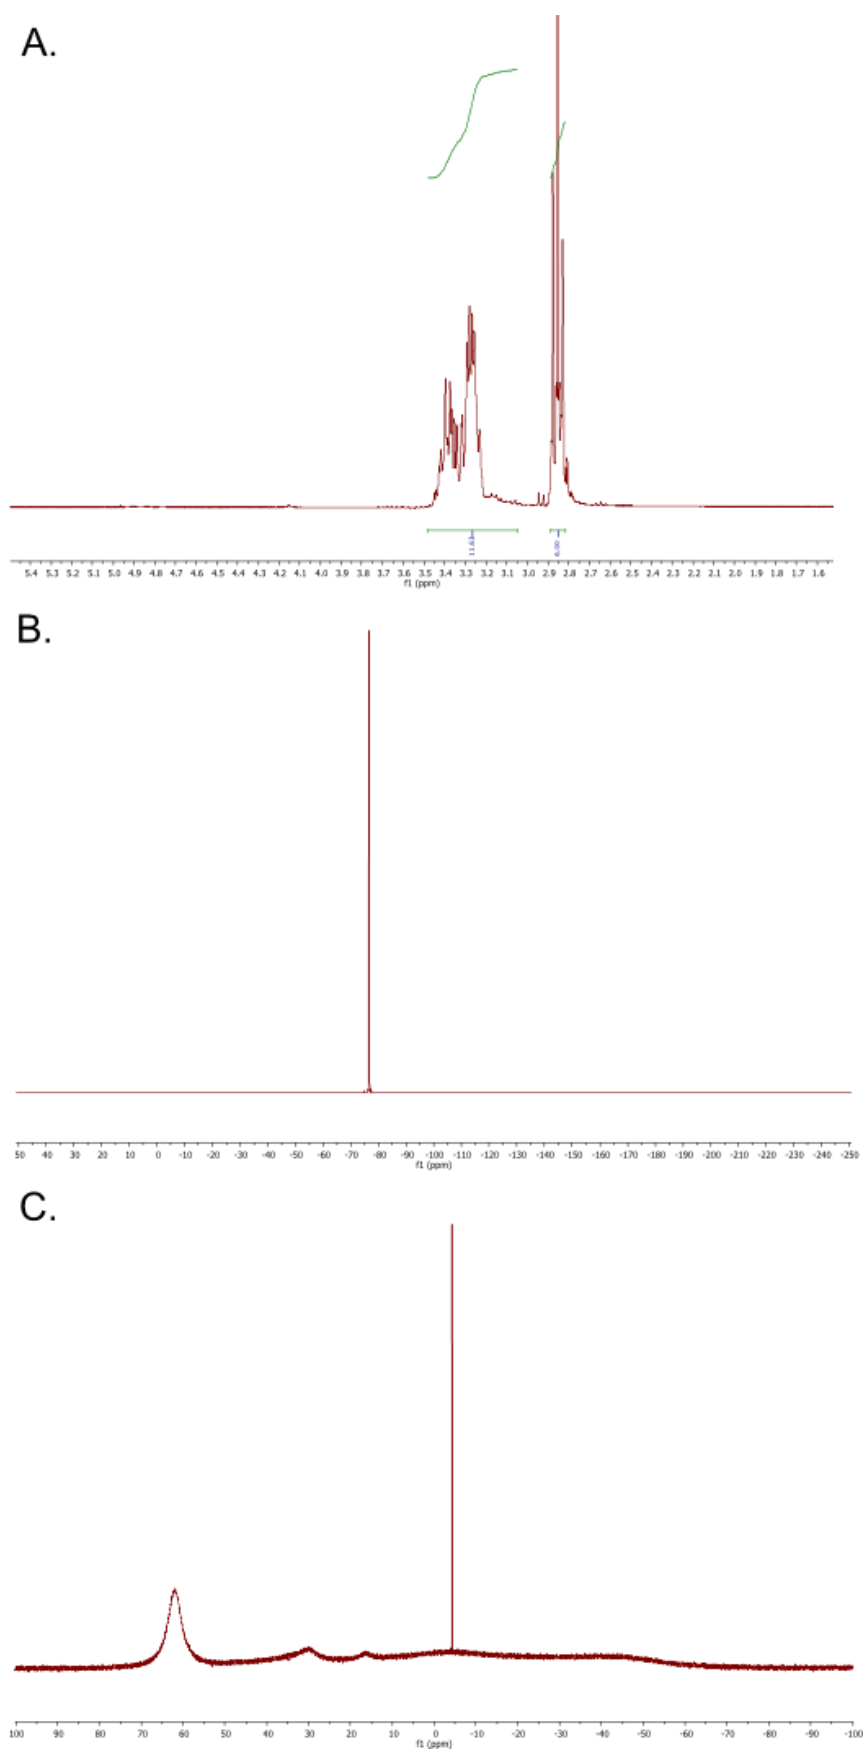 A.
11.63
6.00
5.4 5.3 5.2 5.1 5.0 4.9 4.8 4.7 4.6 4.5 4.4 4.3 4.2 4.1 4.0 3.9 3.8 3.7 3.6 3.5 3.4 3.3 3.2 3.1 3.0 2.9 2.8 2.7 2.6 2.5 2.4 2.3 2.2 2.1 2.0 1.9 1.8 1.7 1.6
f1 (ppm)
B.
50 40 30 20 10 0 -10 -20 -30 -40 -50 -60 -70 -80 -90 -100 -110 -120 -130 -140 -150 -160 -170 -180 -190 -200 -210 -220 -230 -240 -250
f1 (ppm)
C.
100 90 80 70 60 50 40 30 20 10 0 -10 -20 -30 -40 -50 -60 -70 -80 -90 -100
f1 (ppm)